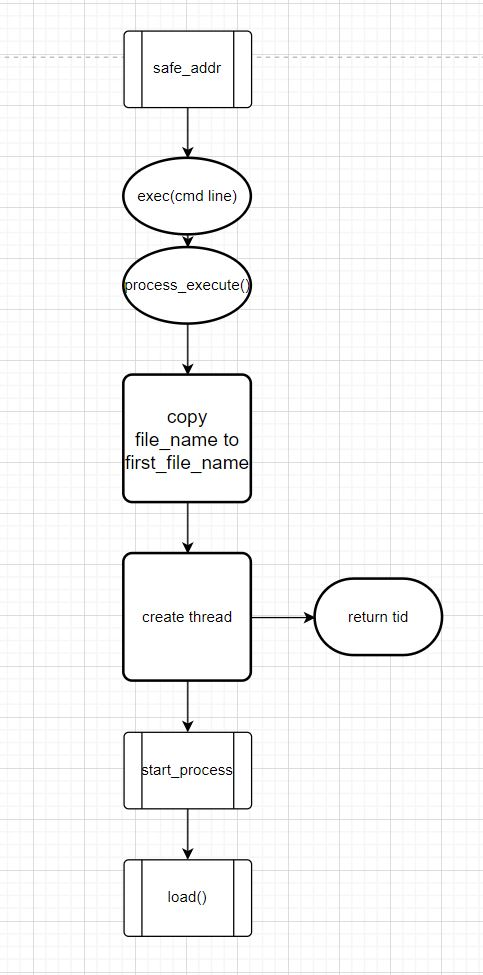 safe_addr
exec(cmd line)
process_execute()
copy
file_name to
first_file_name
create thread
return tid
start_process
load()